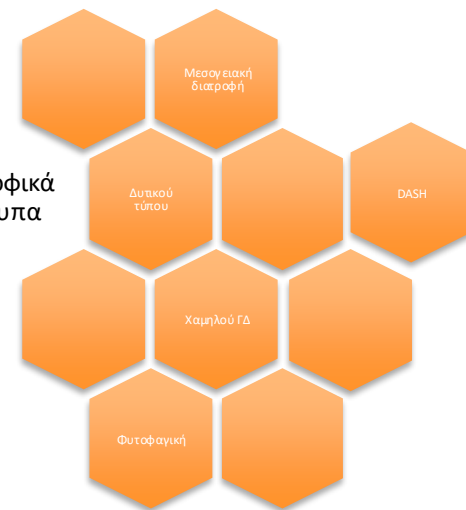 Μεσογειακή
διατροφή
οφικά
υπα
Δυτικού
τύπου
DASH
Χαμηλού ΓΔ
Φυτοφαγική